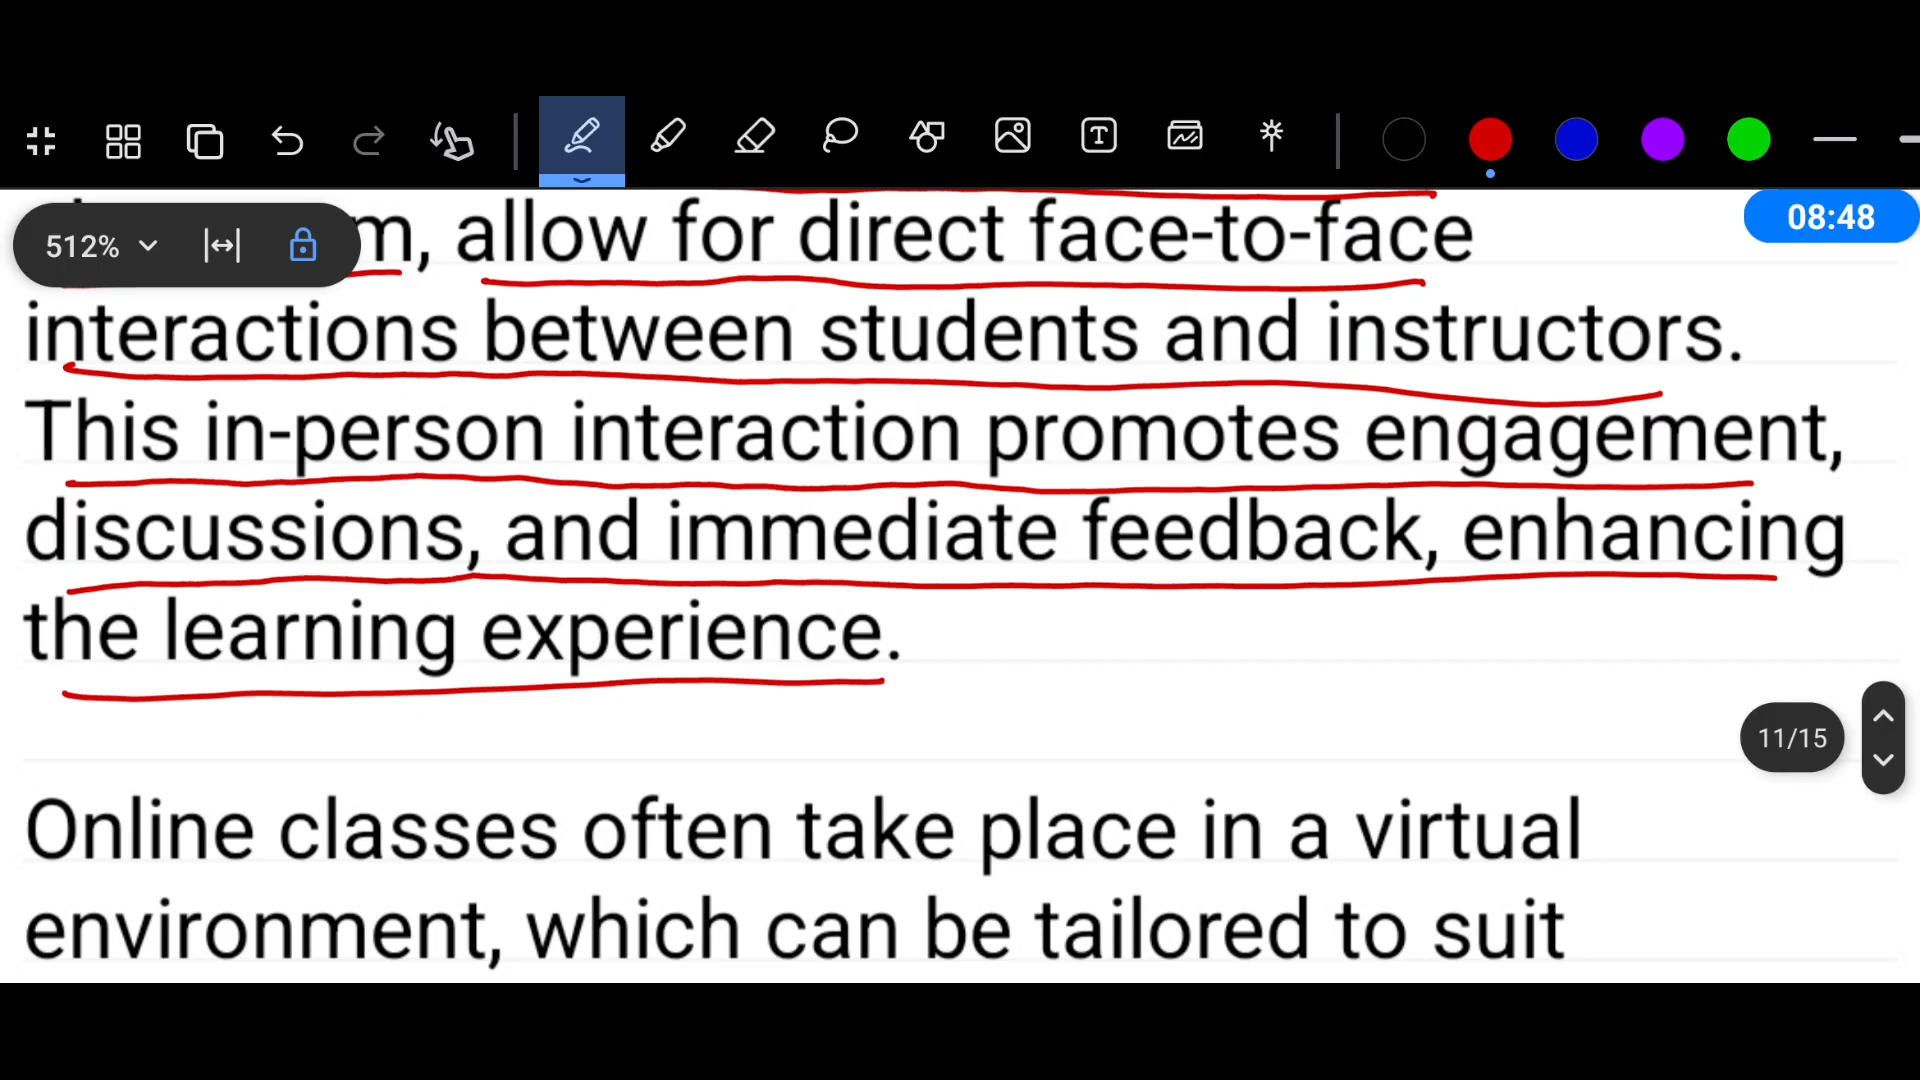 512%
08:48
allow for direct face-to-face
interactions between students and instructors.
This in-person interaction promotes engagement,
discussions, and immediate feedback, enhancing
the learning experience.
11/15
Online classes often take place in a virtual
environment, which can be tailored to suit